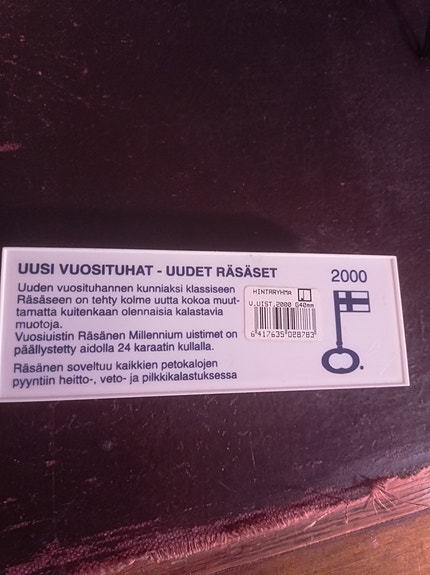 UUSI VUOSITUHAT - UUDET RÄSÄSET
2000
Uuden vuosituhannen kunniaksi klassiseen
Räsäseen on tehty kolme uutta kokoa muut-
tamatta kuitenkaan olennaisia kalastavia
muotoja.
Vuosiuistin Räsänen Millennium uistimet on
päällystetty aidolla 24 karaatin kullalla.
Räsänen soveltuu kaikkien petokalojen
pyyntiin heitto-, veto- ja pilkkikalastuksessa
HINTARYHMA
V.UIST.2000 G40mm
6 417635 028783